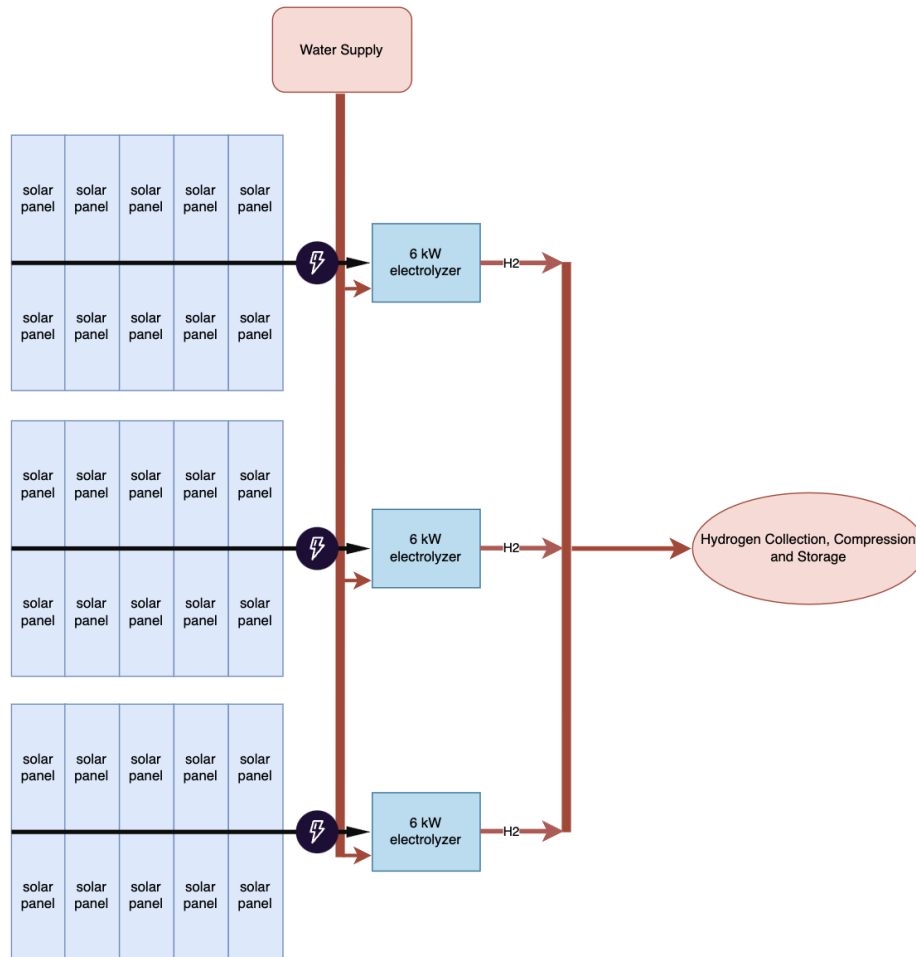 Water Supply
solar solar solar solar solar
panel panel panel panel panel
6 kW
electrolyzer
H2
solar solar solar solar solar
panel panel panel panel panel
solar solar solar solar solar
panel panel panel panel panel
6 kW
electrolyzer
H2
Hydrogen Collection, Compression
and Storage
solar solar solar solar solar
panel panel panel panel panel
solar solar solar solar solar
panel panel panel panel panel
6 kW
electrolyzer
H2
solar solar solar solar solar
panel panel panel panel panel